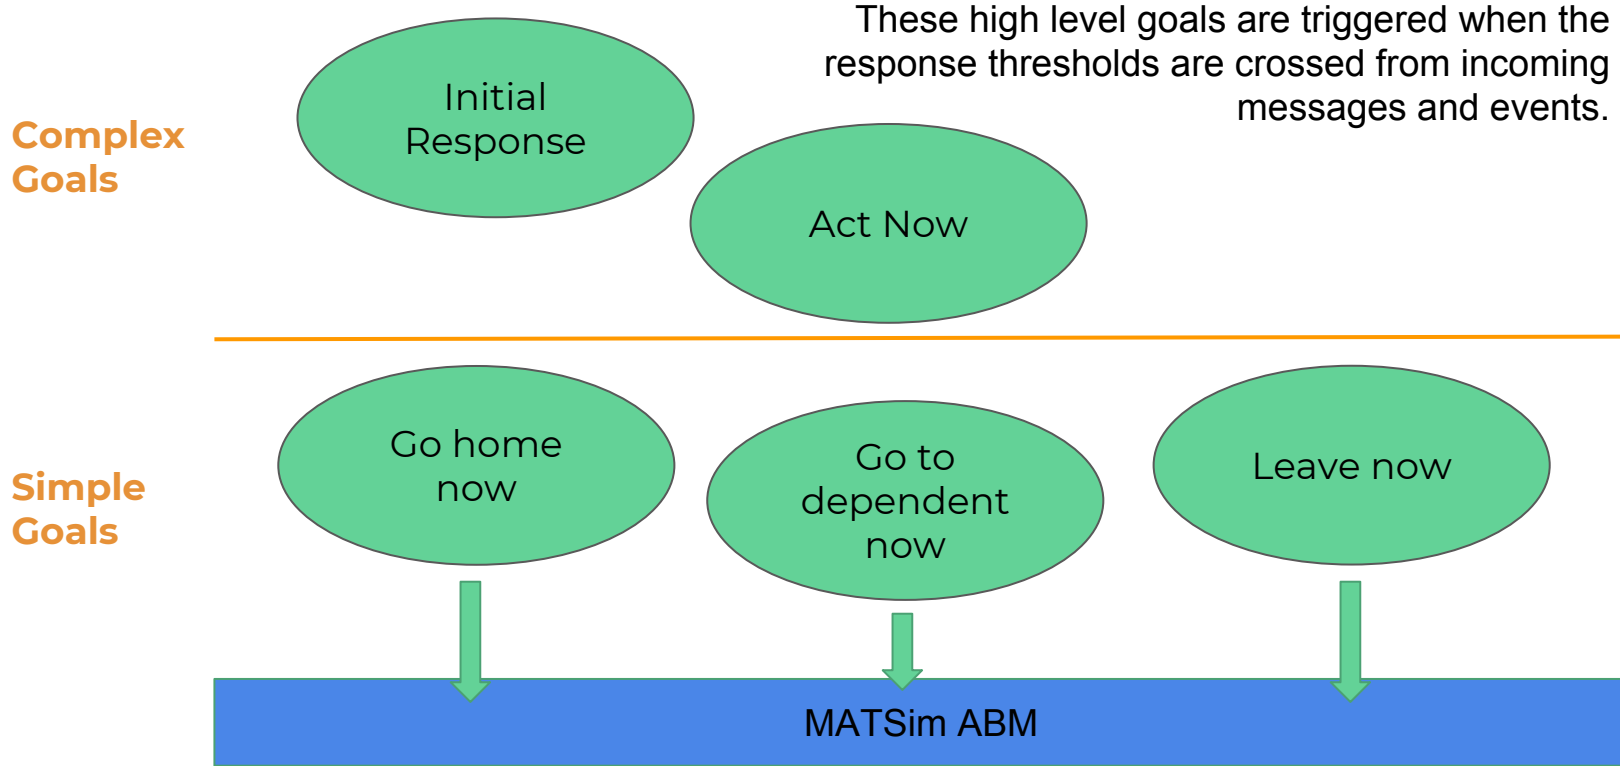 These high level goals are triggered when the
response thresholds are crossed from incoming
messages and events.
Complex
Goals
Initial
Response
Act Now
Simple
Goals
Go home
now
Go to
dependent
now
Leave now
MATSim ABM